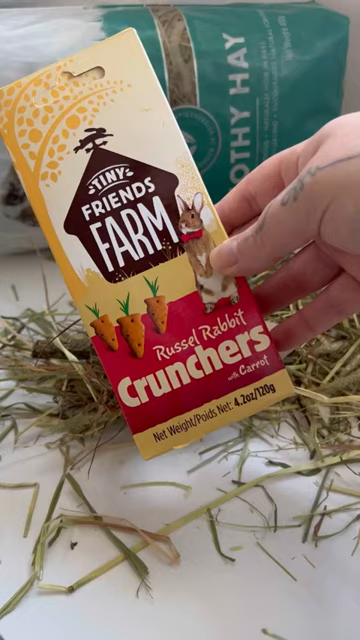 TINY
FRIENDS
FARM
Russel Rabbit
Crunchers
with Carrot
Net Weight/Poids Net: 4.2oz/120g
OTHY HAY